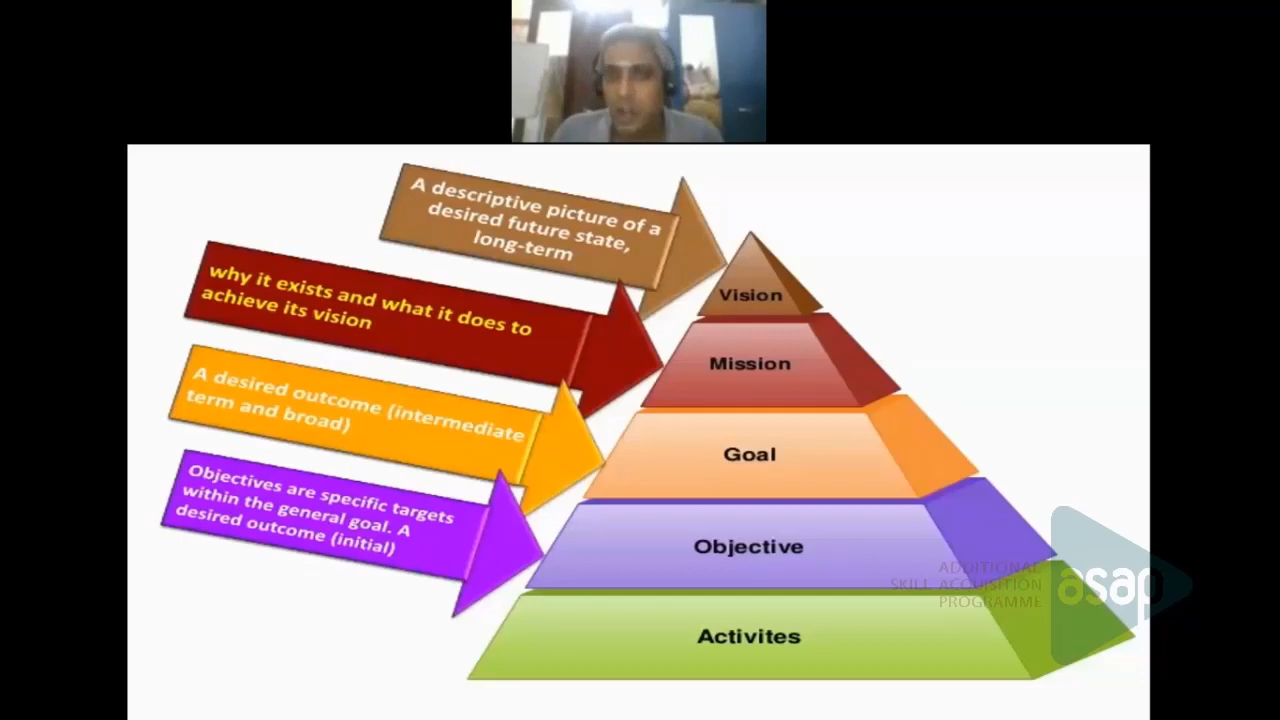 A descriptive picture of a
desired future state,
long-term
Vision
why it exists and what it does to
achieve its vision
Mission
A desired outcome (intermediate
term and broad)
Goal
Objectives are specific targets
within the general goal. A
desired outcome (initial)
Objective
ADDITIONAL
SKILL ACQUISITION
PROGRAMME
asap
Activites